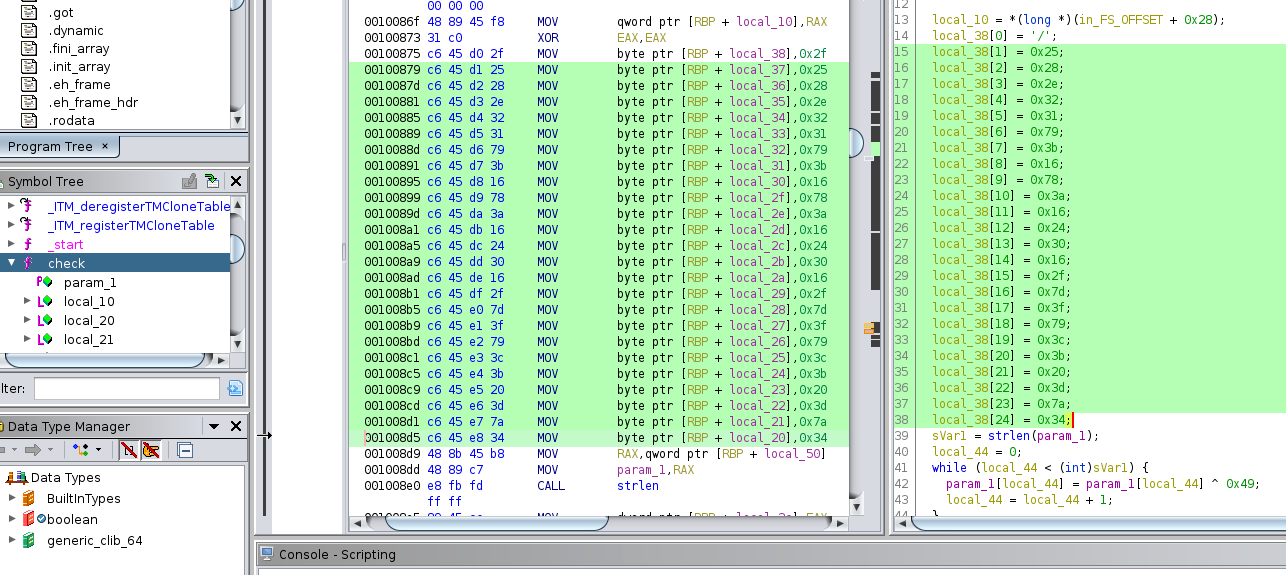 .got
.dynamic
.fini_array
.init_array
.eh_frame
.eh_frame_hdr
.rodata
Program Tree ×
Symbol Tree
_ITM_deregisterTMCloneTable
_ITM_registerTMCloneTable
_start
check
param_1
local_10
local_20
local_21
lter:
Data Type Manager
Data Types
BuiltInTypes
boolean
generic_clib_64
00 00 00
0010086f 48 89 45 f8 MOV qword ptr [RBP + local_10],RAX
00100873 31 c0 XOR EAX,EAX
00100875 c6 45 d0 2f MOV byte ptr [RBP + local_38],0x2f
00100879 c6 45 d1 25 MOV byte ptr [RBP + local_37],0x25
0010087d c6 45 d2 28 MOV byte ptr [RBP + local_36],0x28
00100881 c6 45 d3 2e MOV byte ptr [RBP + local_35],0x2e
00100885 c6 45 d4 32 MOV byte ptr [RBP + local_34],0x32
00100889 c6 45 d5 31 MOV byte ptr [RBP + local_33],0x31
0010088d c6 45 d6 79 MOV byte ptr [RBP + local_32],0x79
00100891 c6 45 d7 3b MOV byte ptr [RBP + local_31],0x3b
00100895 c6 45 d8 16 MOV byte ptr [RBP + local_30],0x16
00100899 c6 45 d9 78 MOV byte ptr [RBP + local_2f],0x78
0010089d c6 45 da 3a MOV byte ptr [RBP + local_2e],0x3a
001008a1 c6 45 db 16 MOV byte ptr [RBP + local_2d],0x16
001008a5 c6 45 dc 24 MOV byte ptr [RBP + local_2c],0x24
001008a9 c6 45 dd 30 MOV byte ptr [RBP + local_2b],0x30
001008ad c6 45 de 16 MOV byte ptr [RBP + local_2a],0x16
001008b1 c6 45 df 2f MOV byte ptr [RBP + local_29],0x2f
001008b5 c6 45 e0 7d MOV byte ptr [RBP + local_28],0x7d
001008b9 c6 45 e1 3f MOV byte ptr [RBP + local_27],0x3f
001008bd c6 45 e2 79 MOV byte ptr [RBP + local_26],0x79
001008c1 c6 45 e3 3c MOV byte ptr [RBP + local_25],0x3c
001008c5 c6 45 e4 3b MOV byte ptr [RBP + local_24],0x3b
001008c9 c6 45 e5 20 MOV byte ptr [RBP + local_23],0x20
001008cd c6 45 e6 3d MOV byte ptr [RBP + local_22],0x3d
001008d1 c6 45 e7 7a MOV byte ptr [RBP + local_21],0x7a
001008d5 c6 45 e8 34 MOV byte ptr [RBP + local_20],0x34
001008d9 48 8b 45 b8 MOV RAX,qword ptr [RBP + local_50]
001008dd 48 89 c7 MOV param_1,RAX
001008e0 e8 fb fd CALL strlen
ff ff
12
13 local_10 = *(long *)(in_FS_OFFSET + 0x28);
14 local_38[0] = '/';
15 local_38[1] = 0x25;
16 local_38[2] = 0x28;
17 local_38[3] = 0x2e;
18 local_38[4] = 0x32;
19 local_38[5] = 0x31;
20 local_38[6] = 0x79;
21 local_38[7] = 0x3b;
22 local_38[8] = 0x16;
23 local_38[9] = 0x78;
24 local_38[10] = 0x3a;
25 local_38[11] = 0x16;
26 local_38[12] = 0x24;
27 local_38[13] = 0x30;
28 local_38[14] = 0x16;
29 local_38[15] = 0x2f;
30 local_38[16] = 0x7d;
31 local_38[17] = 0x3f;
32 local_38[18] = 0x79;
33 local_38[19] = 0x3c;
34 local_38[20] = 0x3b;
35 local_38[21] = 0x20;
36 local_38[22] = 0x3d;
37 local_38[23] = 0x7a;
38 local_38[24] = 0x34;
39 sVar1 = strlen(param_1);
40 local_44 = 0;
41 while (local_44 < (int)sVar1) {
42 param_1[local_44] = param_1[local_44] ^ 0x49;
43 local_44 = local_44 + 1;
Console - Scripting